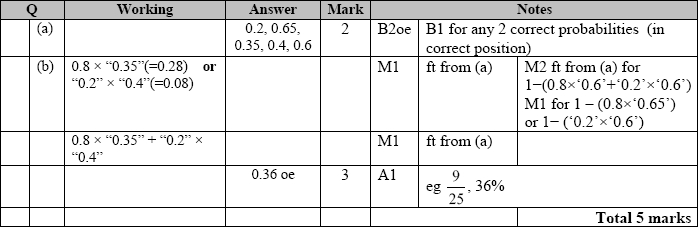 Q Working Answer Mark Notes
(a) 0.2, 0.65, 2 B2oe B1 for any 2 correct probabilities (in
0.35, 0.4, 0.6 correct position)
(b) 0.8 × “0.35”(=0.28) or M1 ft from (a) M2 ft from (a) for
“0.2” × “0.4”(=0.08) 1−(0.8×‘0.6’+‘0.2’×‘0.6’)
M1 for 1 – (0.8×‘0.65’)
or 1− (‘0.2’×‘0.6’)
0.8 × “0.35” + “0.2” × M1 ft from (a)
“0.4”
0.36 oe 3 A1 eg 9/25, 36%
Total 5 marks